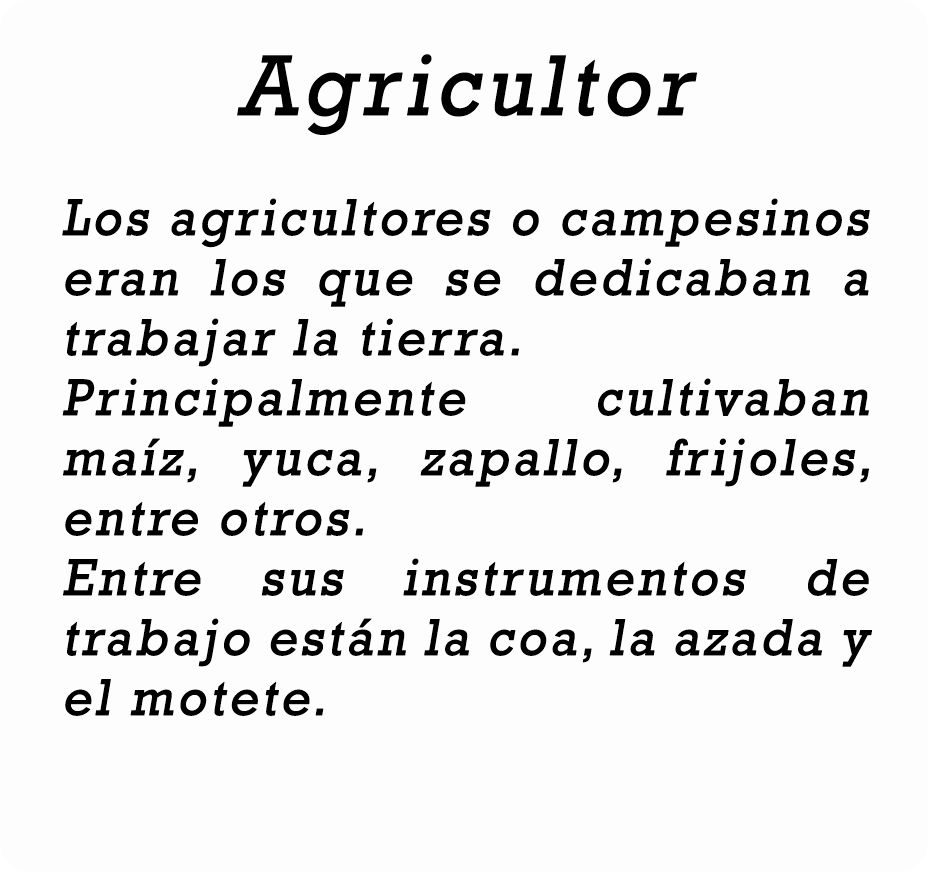 Agricultor
Los agricultores o campesinos
eran los que se dedicaban a
trabajar la tierra.
Principalmente cultivaban
maíz, yuca, zapallo, frijoles,
entre otros.
Entre sus instrumentos de
trabajo están la coa, la azada y
el motete.